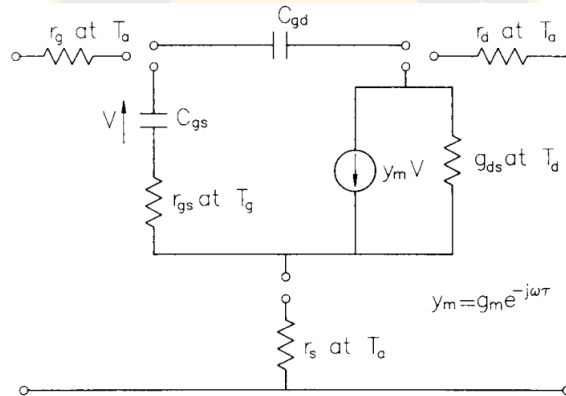 C_gd
r_g at T_a
r_d at T_a
V
C_gs
r_gs at T_g
y_m V
g_ds at T_d
y_m = g_m e^{-jωτ}
r_s at T_a